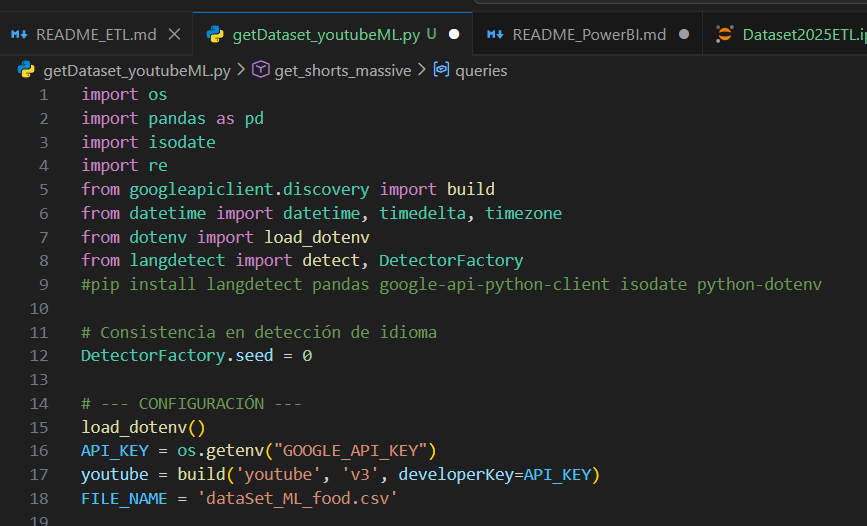 README_ETL.md
getDataset_youtubeML.py U
README_PowerBI.md
Dataset2025ETL.ip
getDataset_youtubeML.py > get_shorts_massive > queries
1 import os
2 import pandas as pd
3 import isodate
4 import re
5 from googleapiclient.discovery import build
6 from datetime import datetime, timedelta, timezone
7 from dotenv import load_dotenv
8 from langdetect import detect, DetectorFactory
9 #pip install langdetect pandas google-api-python-client isodate python-dotenv
10
11 # Consistencia en detección de idioma
12 DetectorFactory.seed = 0
13
14 # --- CONFIGURACIÓN ---
15 load_dotenv()
16 API_KEY = os.getenv("GOOGLE_API_KEY")
17 youtube = build('youtube', 'v3', developerKey=API_KEY)
18 FILE_NAME = 'dataSet_ML_food.csv'
19